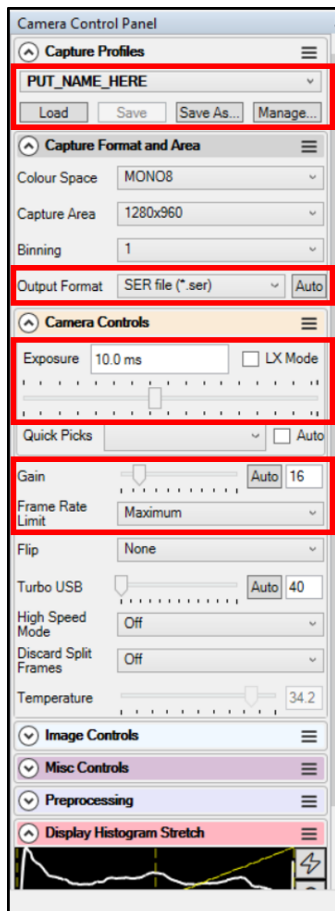 Camera Control Panel
Capture Profiles
PUT_NAME_HERE
Load Save Save As... Manage...
Capture Format and Area
Colour Space MONO8
Capture Area 1280x960
Binning 1
Output Format SER file (*.ser) Auto
Camera Controls
Exposure 10.0 ms LX Mode
Quick Picks Auto
Gain Auto 16
Frame Rate Limit Maximum
Flip None
Turbo USB Auto 40
High Speed Mode Off
Discard Split Frames Off
Temperature 34.2
Image Controls
Misc Controls
Preprocessing
Display Histogram Stretch